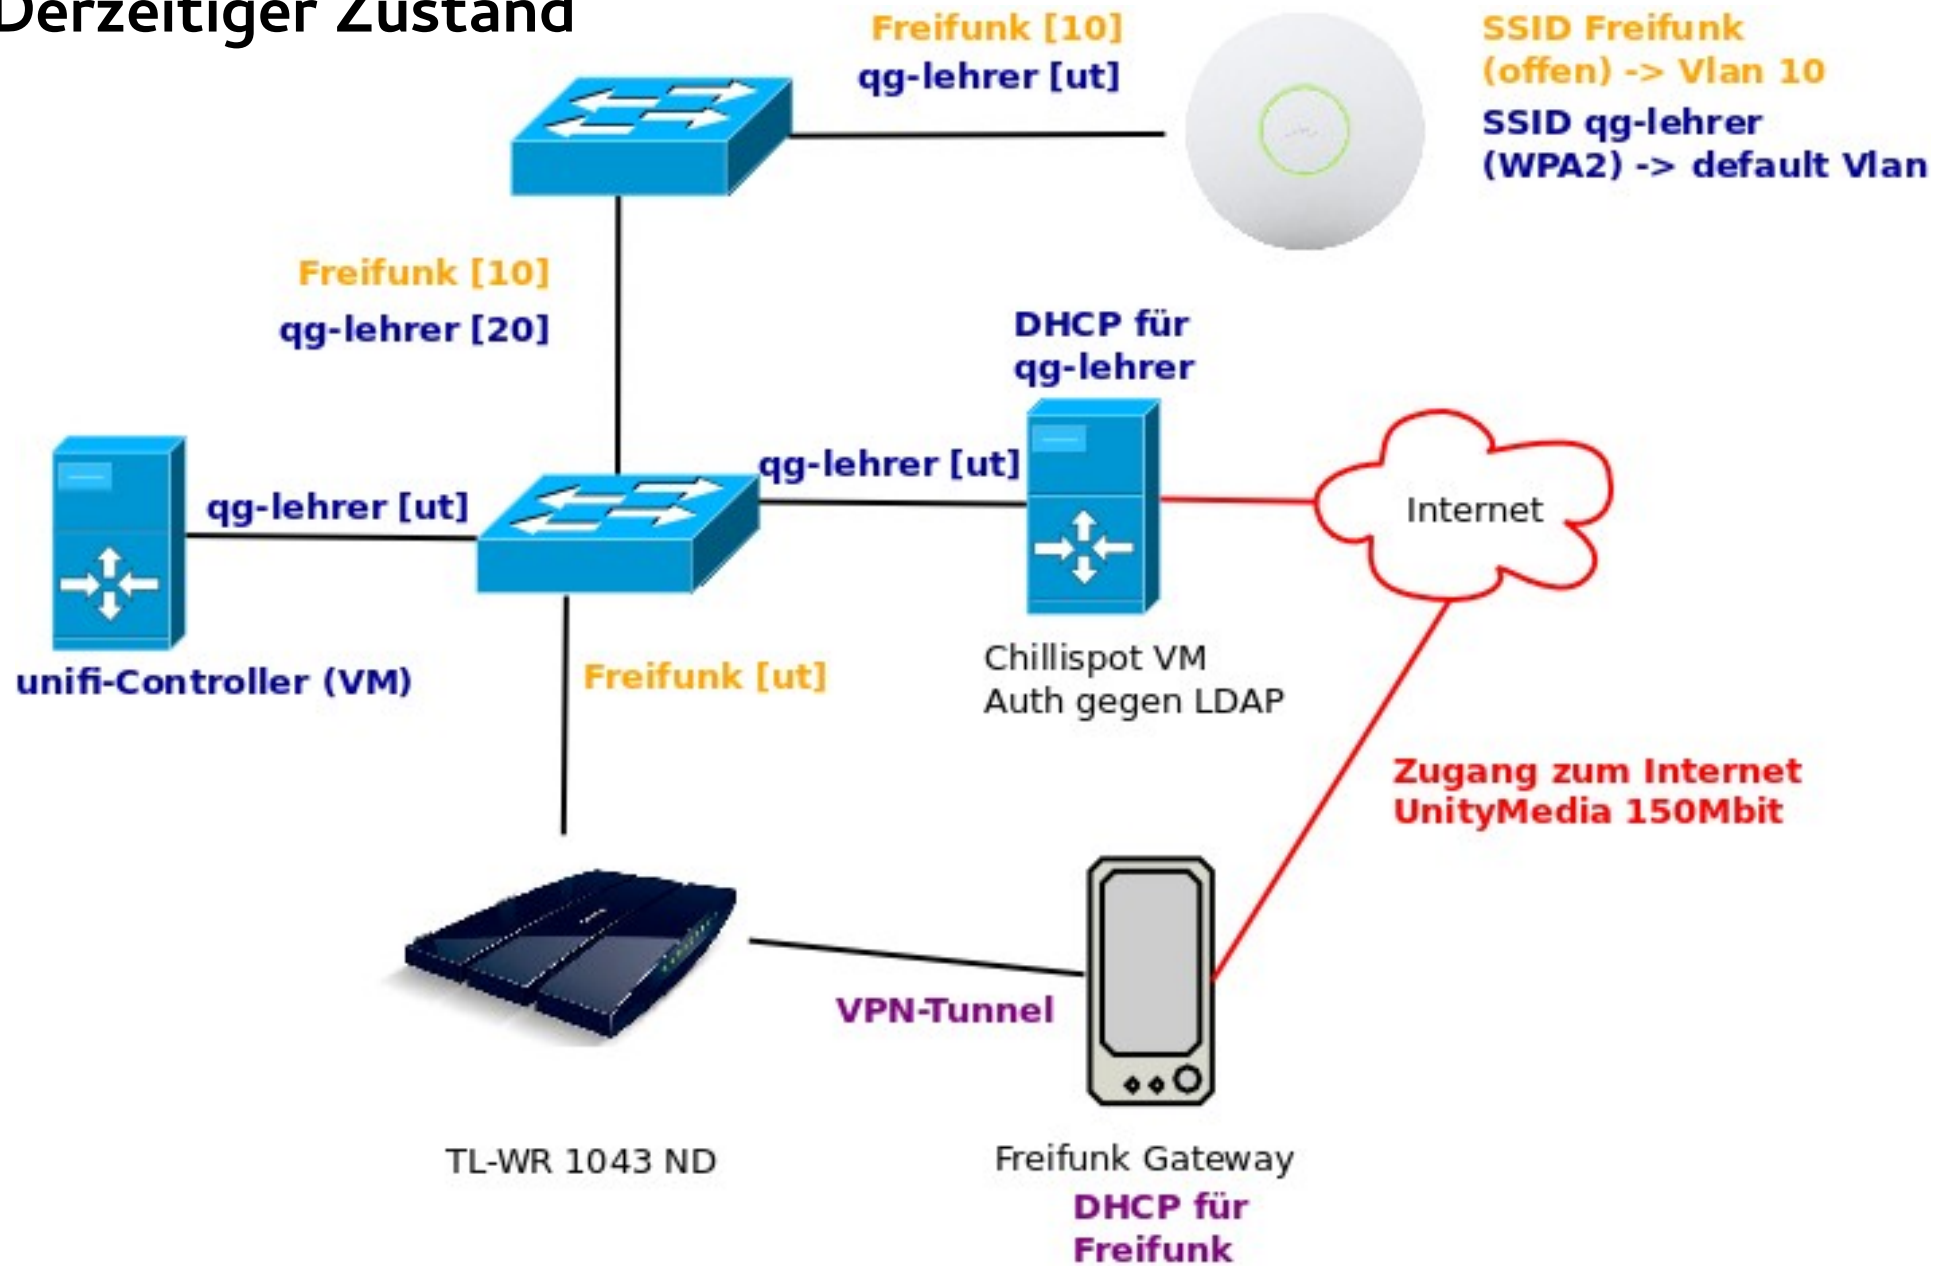 Derzeitiger Zustand
Freifunk [10]
qg-lehrer [ut]
SSID Freifunk
(offen) -> Vlan 10
SSID qg-lehrer
(WPA2) -> default Vlan
Freifunk [10]
qg-lehrer [20]
DHCP für
qg-lehrer
qg-lehrer [ut]
qg-lehrer [ut]
Internet
unifi-Controller (VM)
Freifunk [ut]
Chillispot VM
Auth gegen LDAP
Zugang zum Internet
UnityMedia 150Mbit
VPN-Tunnel
TL-WR 1043 ND
Freifunk Gateway
DHCP für
Freifunk